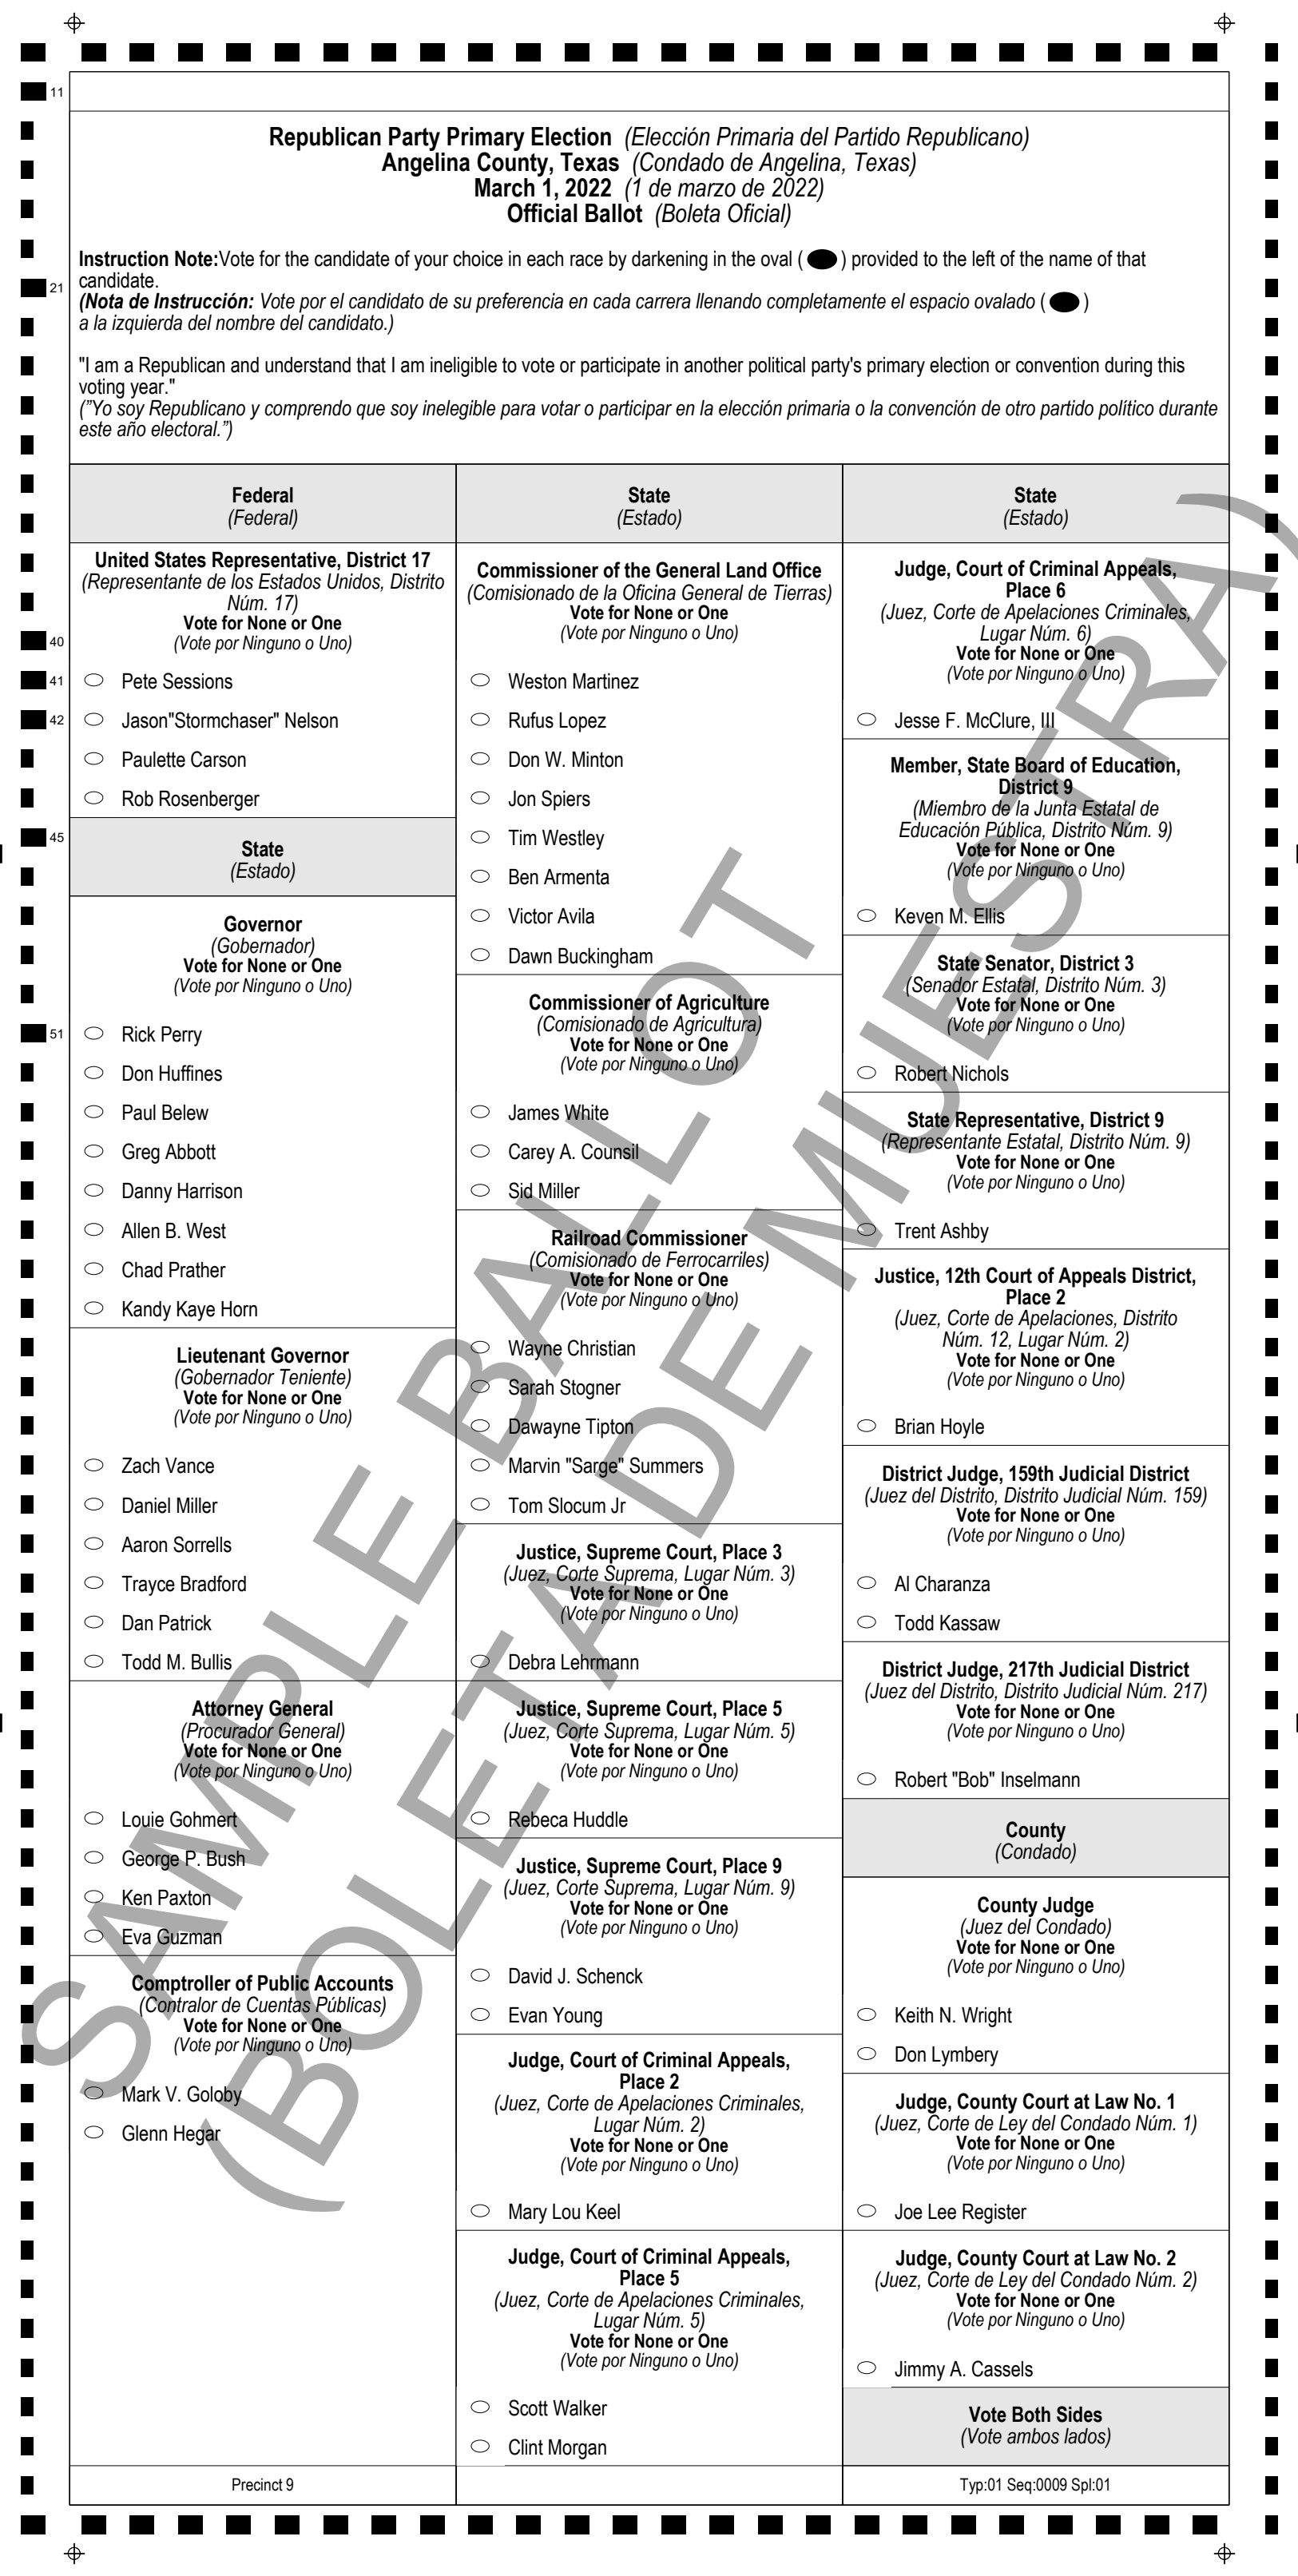 11
Republican Party Primary Election (Elección Primaria del Partido Republicano)
Angelina County, Texas (Condado de Angelina, Texas)
March 1, 2022 (1 de marzo de 2022)
Official Ballot (Boleta Oficial)
Instruction Note:Vote for the candidate of your choice in each race by darkening in the oval ( ) provided to the left of the name of that
candidate.
21
(Nota de Instrucción: Vote por el candidato de su preferencia en cada carrera llenando completamente el espacio ovalado ( )
a la izquierda del nombre del candidato.)
"I am a Republican and understand that I am ineligible to vote or participate in another political party's primary election or convention during this
voting year."
("Yo soy Republicano y comprendo que soy inelegible para votar o participar en la elección primaria o la convención de otro partido político durante
este año electoral.")
Federal
(Federal)
United States Representative, District 17
(Representante de los Estados Unidos, Distrito
Núm. 17)
Vote for None or One
(Vote por Ninguno o Uno)
40
41
Pete Sessions
42
Jason"Stormchaser" Nelson
Paulette Carson
Rob Rosenberger
45
State
(Estado)
Governor
(Gobernador)
Vote for None or One
(Vote por Ninguno o Uno)
51
Rick Perry
Don Huffines
Paul Belew
Greg Abbott
Danny Harrison
Allen B. West
Chad Prather
Kandy Kaye Horn
Lieutenant Governor
(Gobernador Teniente)
Vote for None or One
(Vote por Ninguno o Uno)
Zach Vance
Daniel Miller
Aaron Sorrells
Trayce Bradford
Dan Patrick
Todd M. Bullis
Attorney General
(Procurador General)
Vote for None or One
(Vote por Ninguno o Uno)
Louie Gohmert
George P. Bush
Ken Paxton
Eva Guzman
Comptroller of Public Accounts
(Contralor de Cuentas Públicas)
Vote for None or One
(Vote por Ninguno o Uno)
Mark V. Goloby
Glenn Hegar
Precinct 9
State
(Estado)
Commissioner of the General Land Office
(Comisionado de la Oficina General de Tierras)
Vote for None or One
(Vote por Ninguno o Uno)
Weston Martinez
Rufus Lopez
Don W. Minton
Jon Spiers
Tim Westley
Ben Armenta
Victor Avila
Dawn Buckingham
Commissioner of Agriculture
(Comisionado de Agricultura)
Vote for None or One
(Vote por Ninguno o Uno)
James White
Carey A. Counsil
Sid Miller
Railroad Commissioner
(Comisionado de Ferrocarriles)
Vote for None or One
(Vote por Ninguno o Uno)
Wayne Christian
Sarah Stogner
Dawayne Tipton
Marvin "Sarge" Summers
Tom Slocum Jr
Justice, Supreme Court, Place 3
(Juez, Corte Suprema, Lugar Núm. 3)
Vote for None or One
(Vote por Ninguno o Uno)
Debra Lehrmann
Justice, Supreme Court, Place 5
(Juez, Corte Suprema, Lugar Núm. 5)
Vote for None or One
(Vote por Ninguno o Uno)
Rebeca Huddle
Justice, Supreme Court, Place 9
(Juez, Corte Suprema, Lugar Núm. 9)
Vote for None or One
(Vote por Ninguno o Uno)
David J. Schenck
Evan Young
Judge, Court of Criminal Appeals,
Place 2
(Juez, Corte de Apelaciones Criminales,
Lugar Núm. 2)
Vote for None or One
(Vote por Ninguno o Uno)
Mary Lou Keel
Judge, Court of Criminal Appeals,
Place 5
(Juez, Corte de Apelaciones Criminales,
Lugar Núm. 5)
Vote for None or One
(Vote por Ninguno o Uno)
Scott Walker
Clint Morgan
State
(Estado)
Judge, Court of Criminal Appeals,
Place 6
(Juez, Corte de Apelaciones Criminales,
Lugar Núm. 6)
Vote for None or One
(Vote por Ninguno o Uno)
Jesse F. McClure, III
Member, State Board of Education,
District 9
(Miembro de la Junta Estatal de
Educación Pública, Distrito Núm. 9)
Vote for None or One
(Vote por Ninguno o Uno)
Keven M. Ellis
State Senator, District 3
(Senador Estatal, Distrito Núm. 3)
Vote for None or One
(Vote por Ninguno o Uno)
Robert Nichols
State Representative, District 9
(Representante Estatal, Distrito Núm. 9)
Vote for None or One
(Vote por Ninguno o Uno)
Trent Ashby
Justice, 12th Court of Appeals District,
Place 2
(Juez, Corte de Apelaciones, Distrito
Núm. 12, Lugar Núm. 2)
Vote for None or One
(Vote por Ninguno o Uno)
Brian Hoyle
District Judge, 159th Judicial District
(Juez del Distrito, Distrito Judicial Núm. 159)
Vote for None or One
(Vote por Ninguno o Uno)
Al Charanza
Todd Kassaw
District Judge, 217th Judicial District
(Juez del Distrito, Distrito Judicial Núm. 217)
Vote for None or One
(Vote por Ninguno o Uno)
Robert "Bob" Inselmann
County
(Condado)
County Judge
(Juez del Condado)
Vote for None or One
(Vote por Ninguno o Uno)
Keith N. Wright
Don Lymbery
Judge, County Court at Law No. 1
(Juez, Corte de Ley del Condado Núm. 1)
Vote for None or One
(Vote por Ninguno o Uno)
Joe Lee Register
Judge, County Court at Law No. 2
(Juez, Corte de Ley del Condado Núm. 2)
Vote for None or One
(Vote por Ninguno o Uno)
Jimmy A. Cassels
Vote Both Sides
(Vote ambos lados)
Typ:01 Seq:0009 Spl:01
SAMPLE BALLOT
(BOLETA DE MUESTRA)